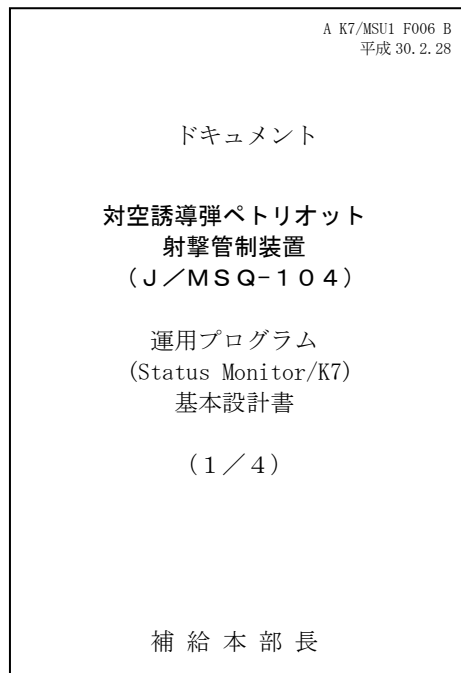 A K7/MSU1 F006 B
平成 30.2.28
ドキュメント
対空誘導弾ペトリオット
射撃管制装置
（Ｊ／ＭＳＱ-１０４）
運用プログラム
(Status Monitor/K7)
基本設計書
（１／４）
補 給 本 部 長